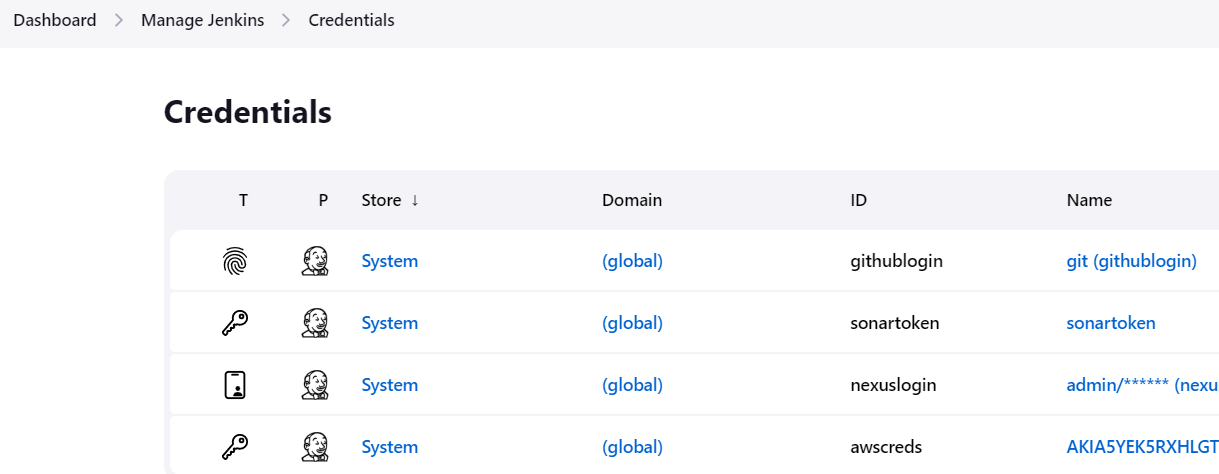 Dashboard > Manage Jenkins > Credentials
Credentials
T P Store ↓ Domain ID Name
System (global) githublogin git (githublogin)
System (global) sonartoken sonartoken
System (global) nexuslogin admin/****** (nexu
System (global) awscreds AKIA5YEK5RXHLGT